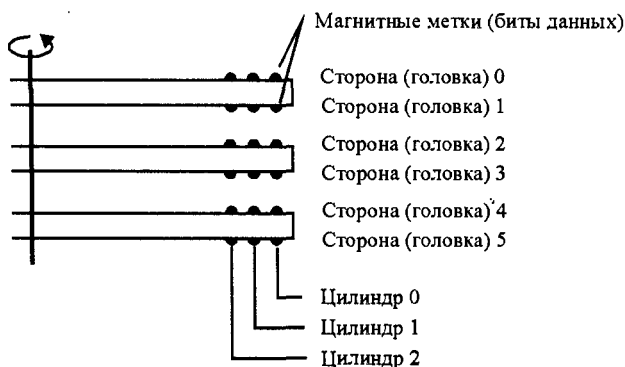 Магнитные метки (биты данных)
Сторона (головка) 0
Сторона (головка) 1
Сторона (головка) 2
Сторона (головка) 3
Сторона (головка) 4
Сторона (головка) 5
Цилиндр 0
Цилиндр 1
Цилиндр 2